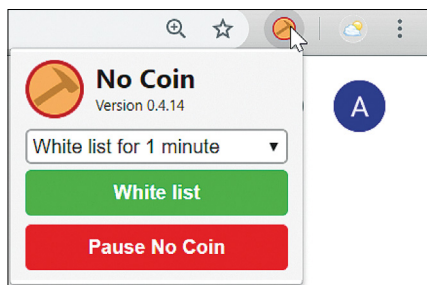 No Coin
Version 0.4.14
A
White list for 1 minute
White list
Pause No Coin